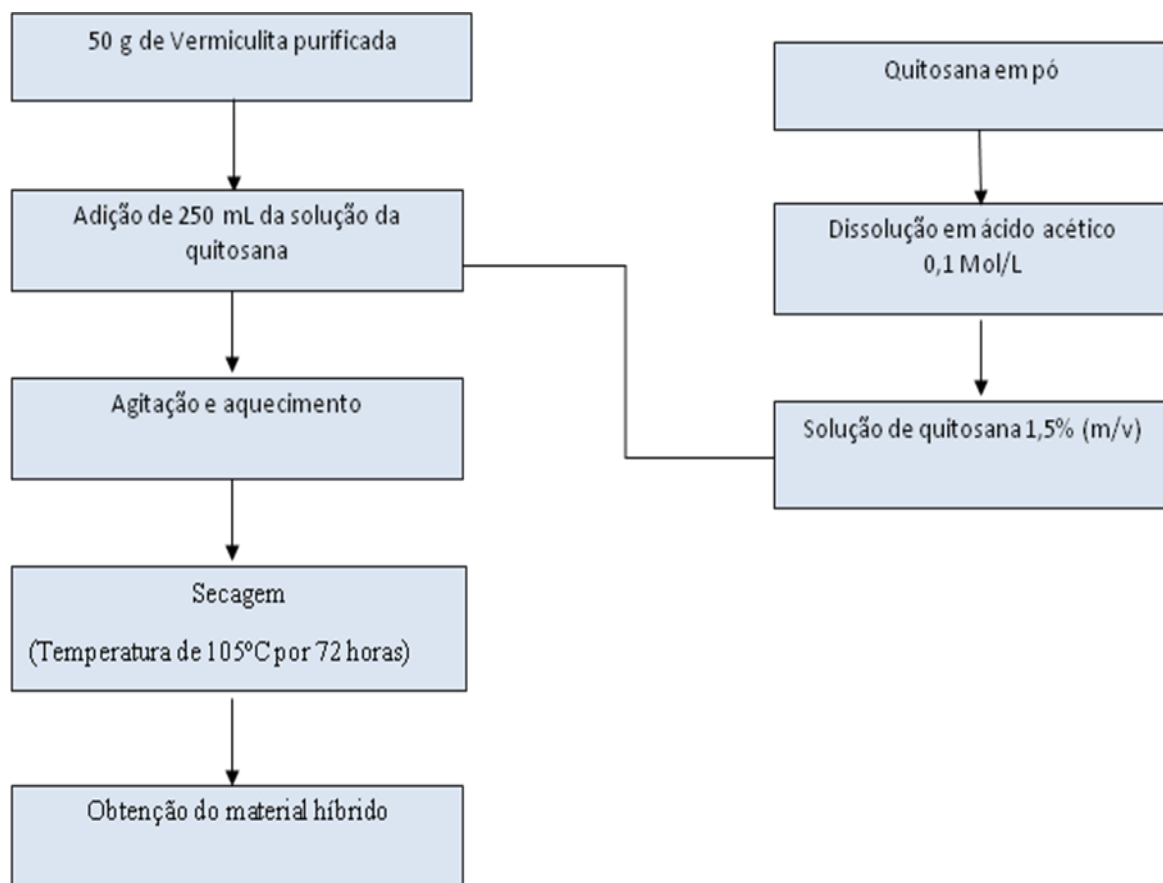 50 g de Vermiculita purificada
Adição de 250 mL da solução da
quitosana
Agitação e aquecimento
Secagem
(Temperatura de 105ºC por 72 horas)
Obtenção do material híbrido
Quitosana em pó
Dissolução em ácido acético
0,1 Mol/L
Solução de quitosana 1,5% (m/v)